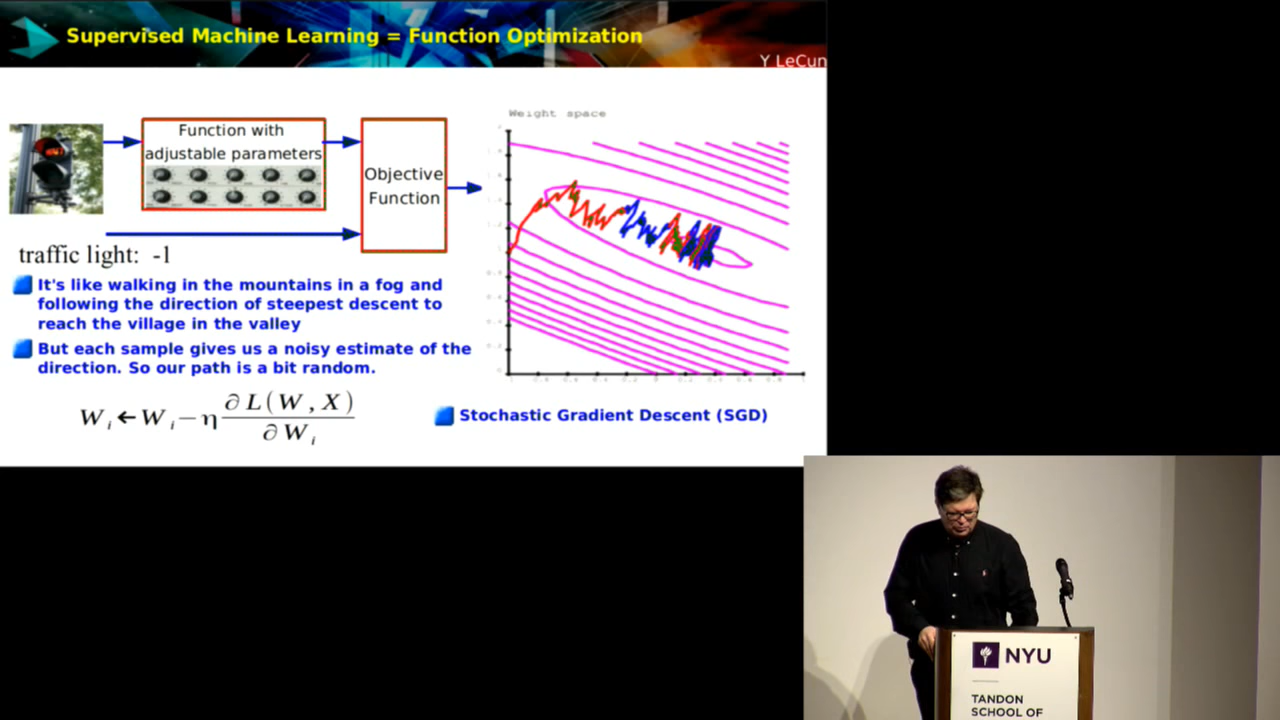 Supervised Machine Learning = Function Optimization
Y LeCun
Function with
adjustable parameters
Objective
Function
traffic light: -1
Weight space
It's like walking in the mountains in a fog and
following the direction of steepest descent to
reach the village in the valley
But each sample gives us a noisy estimate of the
direction. So our path is a bit random.
W_i ← W_i − η ∂L(W, X) / ∂W_i
Stochastic Gradient Descent (SGD)
NYU
TANDON
SCHOOL OF